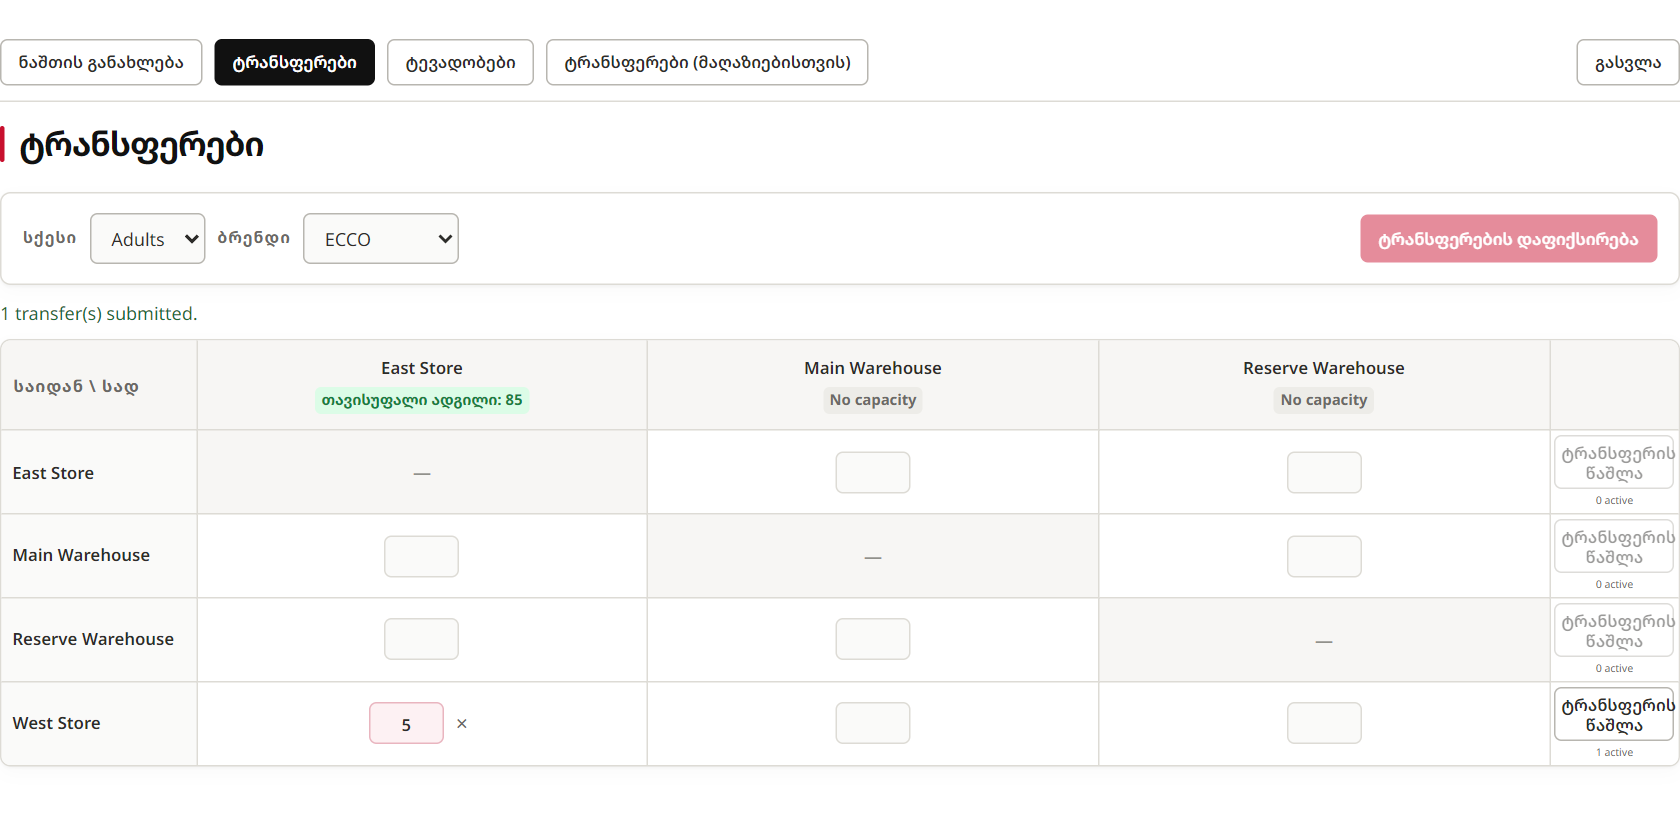 ნაშთის განახლება
ტრანსფერები
ტევადობები
ტრანსფერები (მაღაზიებისთვის)
გასვლა
ტრანსფერები
სქესი
Adults
ბრენდი
ECCO
ტრანსფერების დაფიქსირება
1 transfer(s) submitted.
საიდან \ სად
East Store
თავისუფალი ადგილი: 85
Main Warehouse
No capacity
Reserve Warehouse
No capacity
East Store
—
ტრანსფერის
წაშლა
0 active
Main Warehouse
—
ტრანსფერის
წაშლა
0 active
Reserve Warehouse
—
ტრანსფერის
წაშლა
0 active
West Store
5 ×
ტრანსფერის
წაშლა
1 active